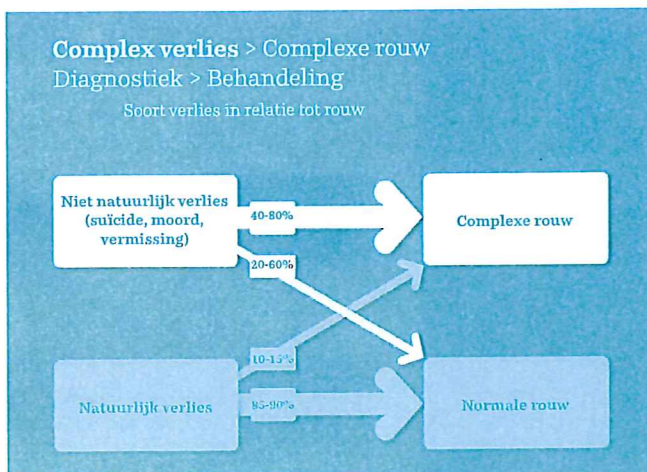 Complex verlies > Complexe rouw
Diagnostiek > Behandeling
Soort verlies in relatie tot rouw
Niet natuurlijk verlies
(suïcide, moord,
vermissing)
40-80%
Complexe rouw
20-60%
10-15%
Natuurlijk verlies
85-90%
Normale rouw